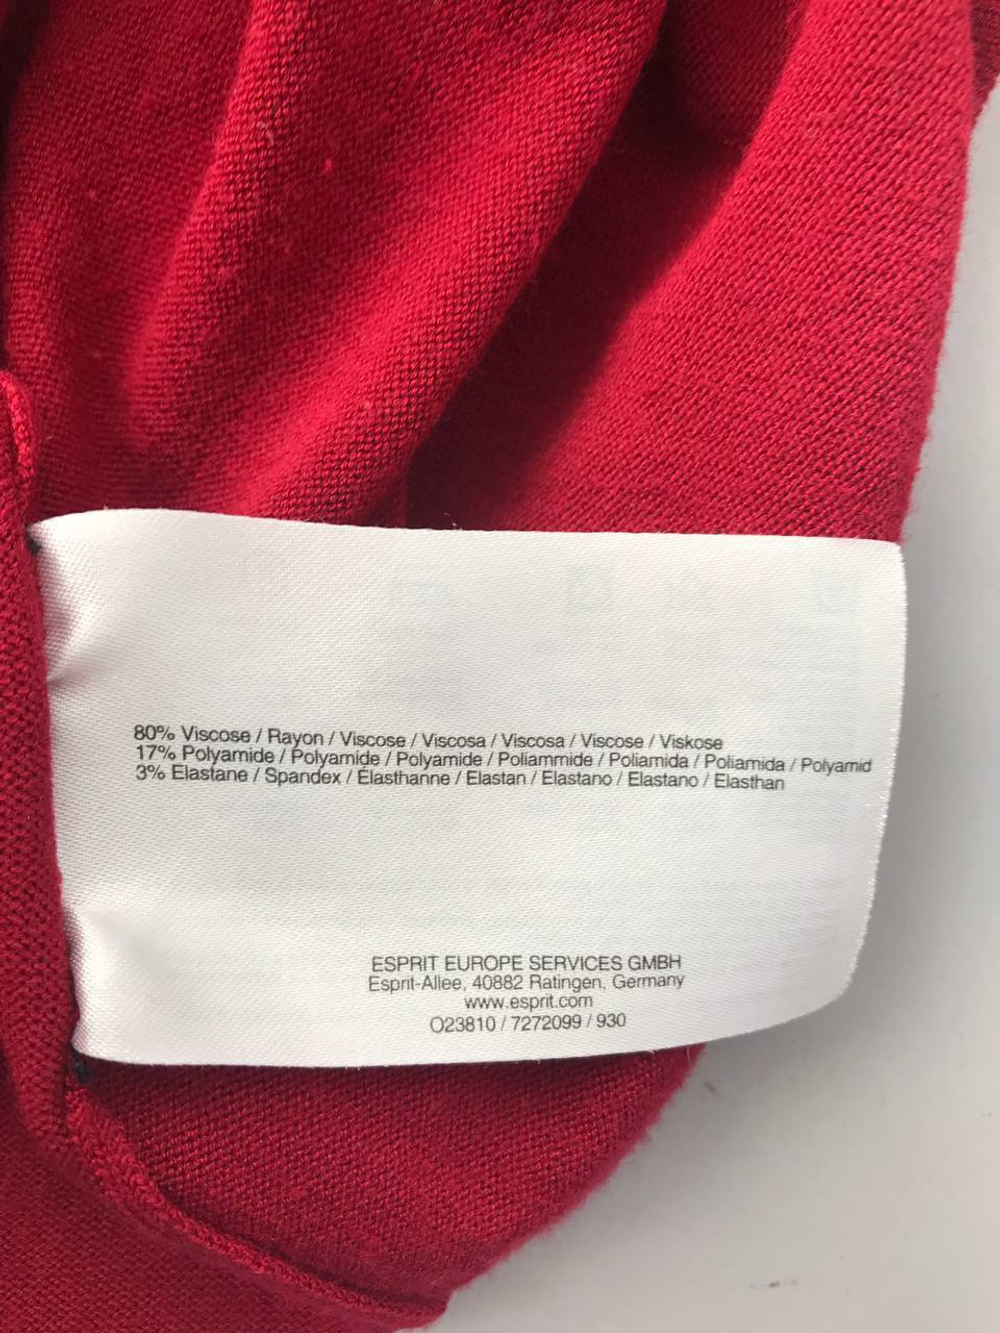 80% Viscose / Rayon / Viscose / Viscosa / Viscosa / Viscose / Viskose
17% Polyamide / Polyamide / Polyamide / Poliammide / Poliamida / Poliamida / Polyamid
3% Elastane / Spandex / Élasthanne / Elastan / Elastano / Elastano / Elasthan
ESPRIT EUROPE SERVICES GMBH
Esprit-Allee, 40882 Ratingen, Germany
www.esprit.com
O23810 / 7272099 / 930